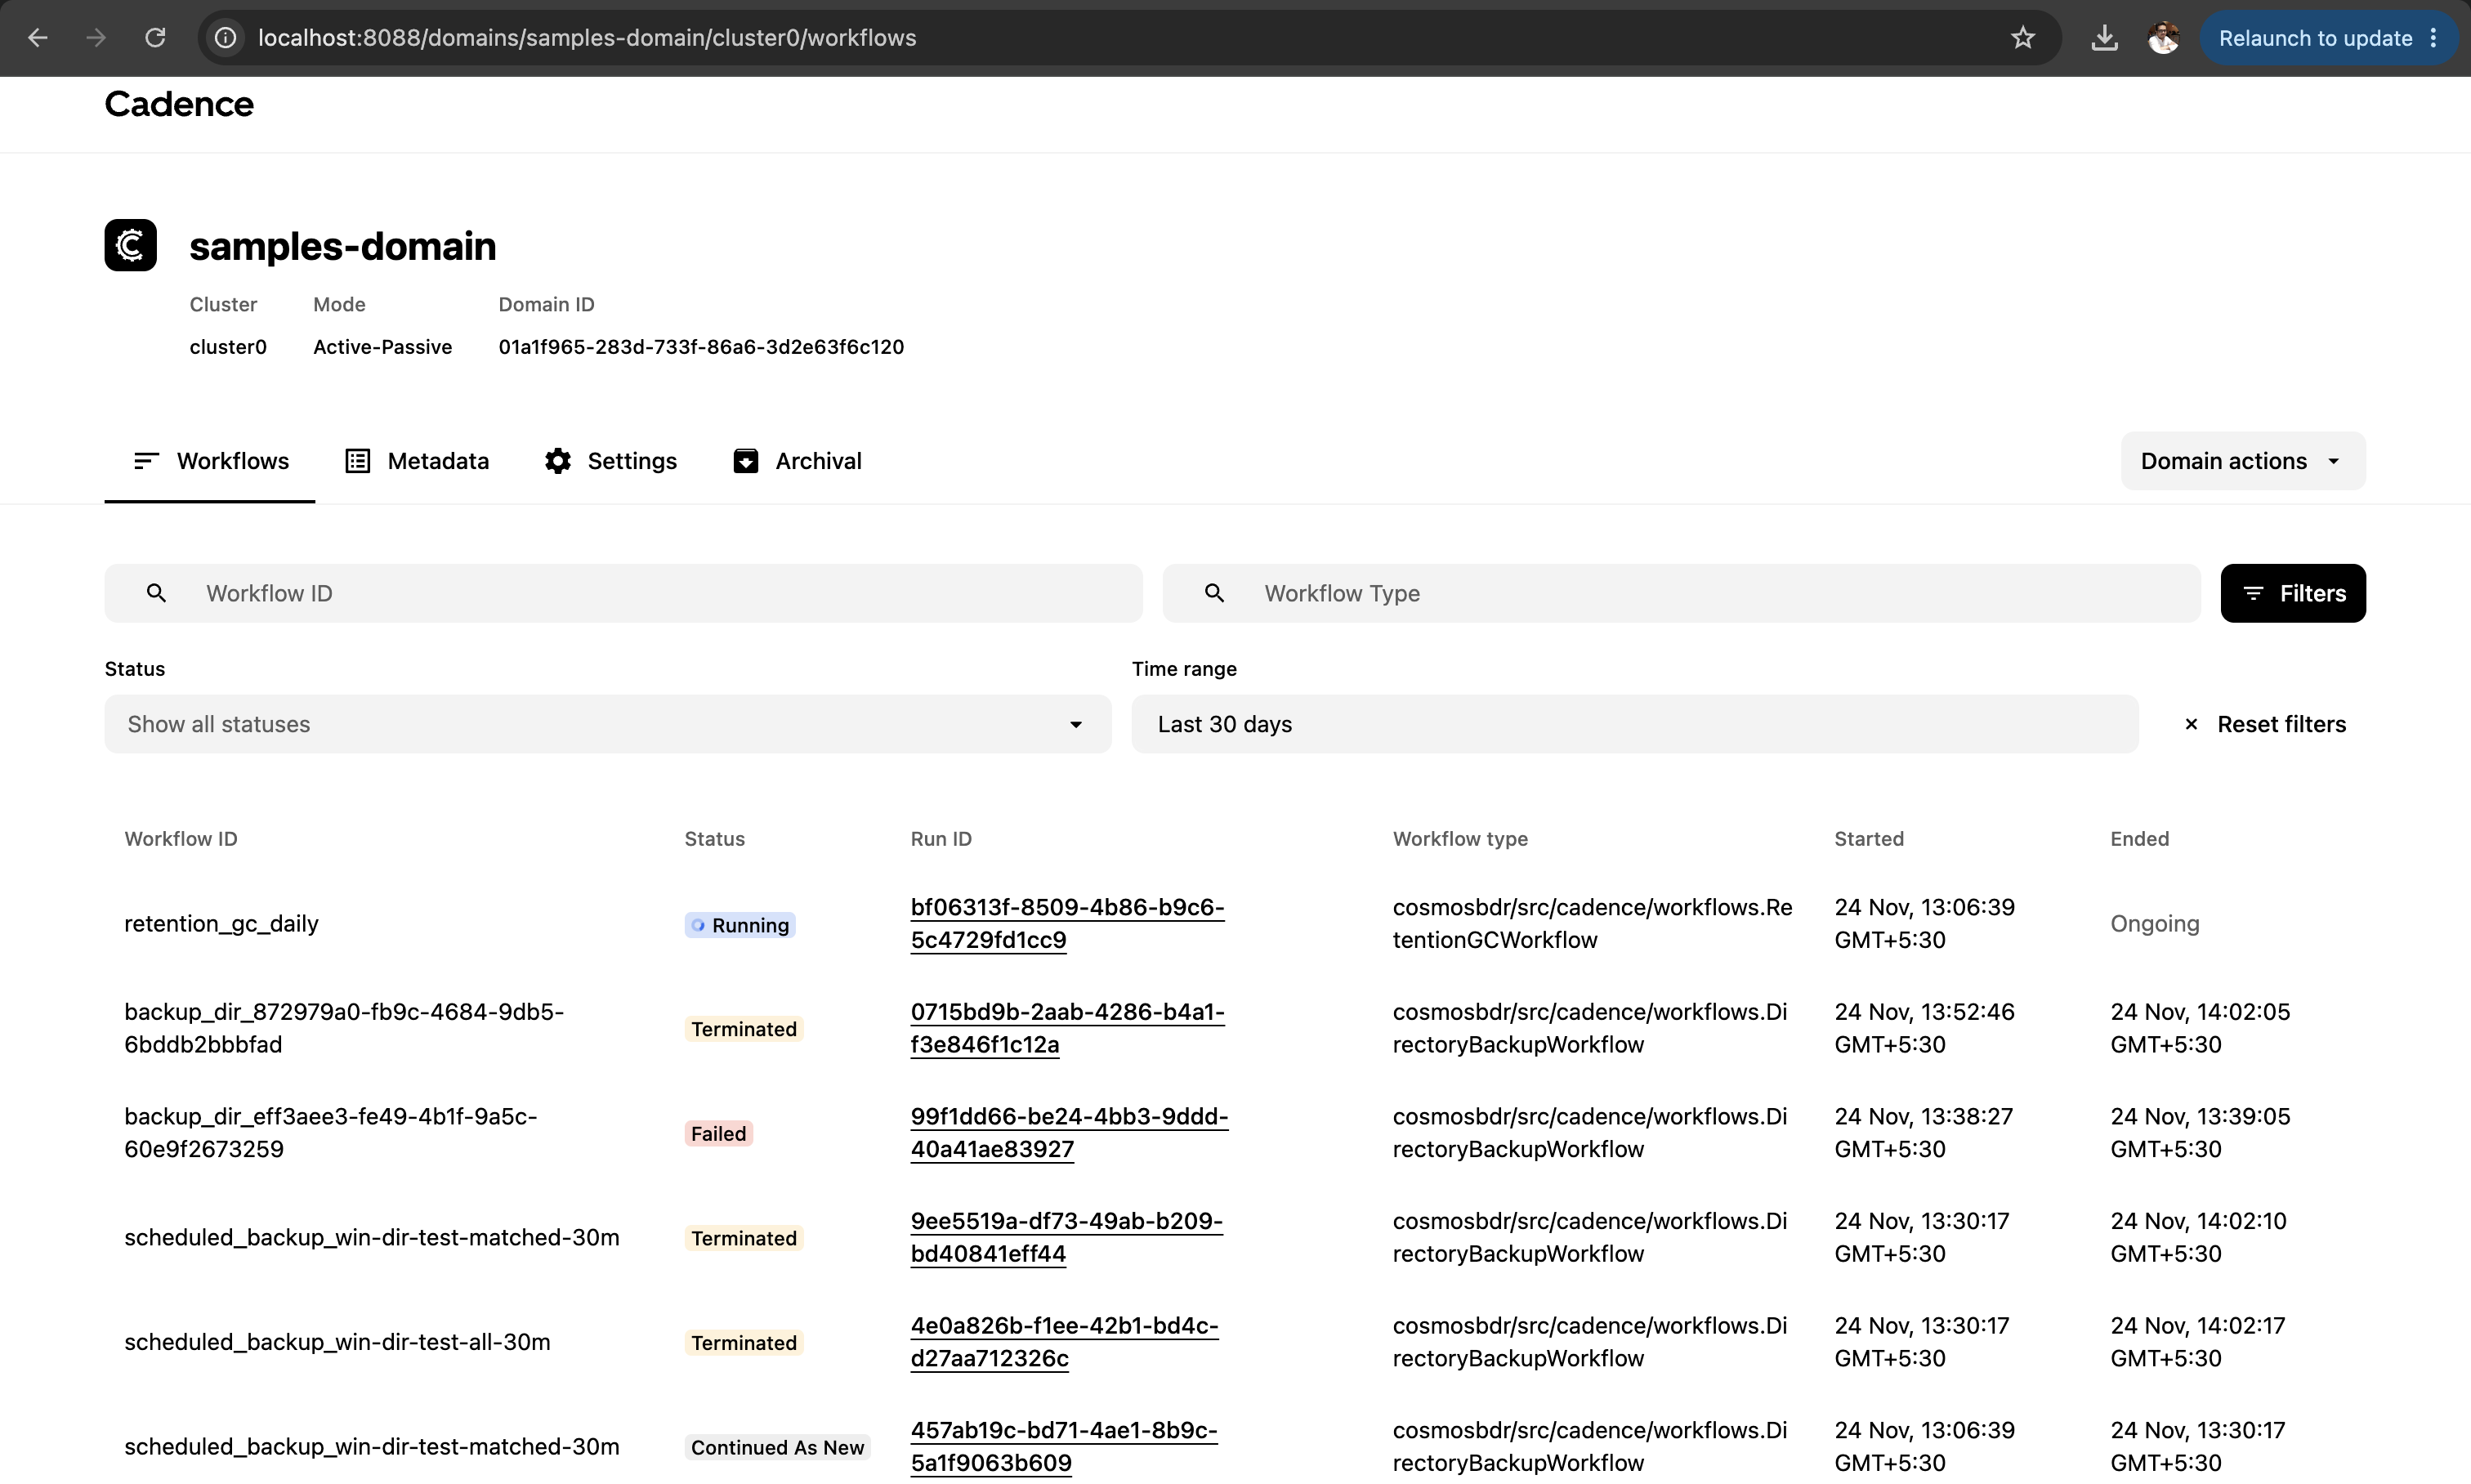 localhost:8088/domains/samples-domain/cluster0/workflows
Relaunch to update
Cadence
samples-domain
Cluster Mode Domain ID
cluster0 Active-Passive 01a1f965-283d-733f-86a6-3d2e63f6c120
Workflows Metadata Settings Archival Domain actions
Workflow ID Workflow Type Filters
Status Time range
Show all statuses Last 30 days Reset filters
Workflow ID Status Run ID Workflow type Started Ended
retention_gc_daily Running bf06313f-8509-4b86-b9c6- cosmosbdr/src/cadence/workflows.Re 24 Nov, 13:06:39 Ongoing
5c4729fd1cc9 tentionGCWorkflow GMT+5:30
backup_dir_872979a0-fb9c-4684-9db5- Terminated 0715bd9b-2aab-4286-b4a1- cosmosbdr/src/cadence/workflows.Di 24 Nov, 13:52:46 24 Nov, 14:02:05
6bddb2bbbfad f3e846f1c12a rectoryBackupWorkflow GMT+5:30 GMT+5:30
backup_dir_eff3aee3-fe49-4b1f-9a5c- Failed 99f1dd66-be24-4bb3-9ddd- cosmosbdr/src/cadence/workflows.Di 24 Nov, 13:38:27 24 Nov, 13:39:05
60e9f2673259 40a41ae83927 rectoryBackupWorkflow GMT+5:30 GMT+5:30
scheduled_backup_win-dir-test-matched-30m Terminated 9ee5519a-df73-49ab-b209- cosmosbdr/src/cadence/workflows.Di 24 Nov, 13:30:17 24 Nov, 14:02:10
bd40841eff44 rectoryBackupWorkflow GMT+5:30 GMT+5:30
scheduled_backup_win-dir-test-all-30m Terminated 4e0a826b-f1ee-42b1-bd4c- cosmosbdr/src/cadence/workflows.Di 24 Nov, 13:30:17 24 Nov, 14:02:17
d27aa712326c rectoryBackupWorkflow GMT+5:30 GMT+5:30
scheduled_backup_win-dir-test-matched-30m Continued As New 457ab19c-bd71-4ae1-8b9c- cosmosbdr/src/cadence/workflows.Di 24 Nov, 13:06:39 24 Nov, 13:30:17
5a1f9063b609 rectoryBackupWorkflow GMT+5:30 GMT+5:30